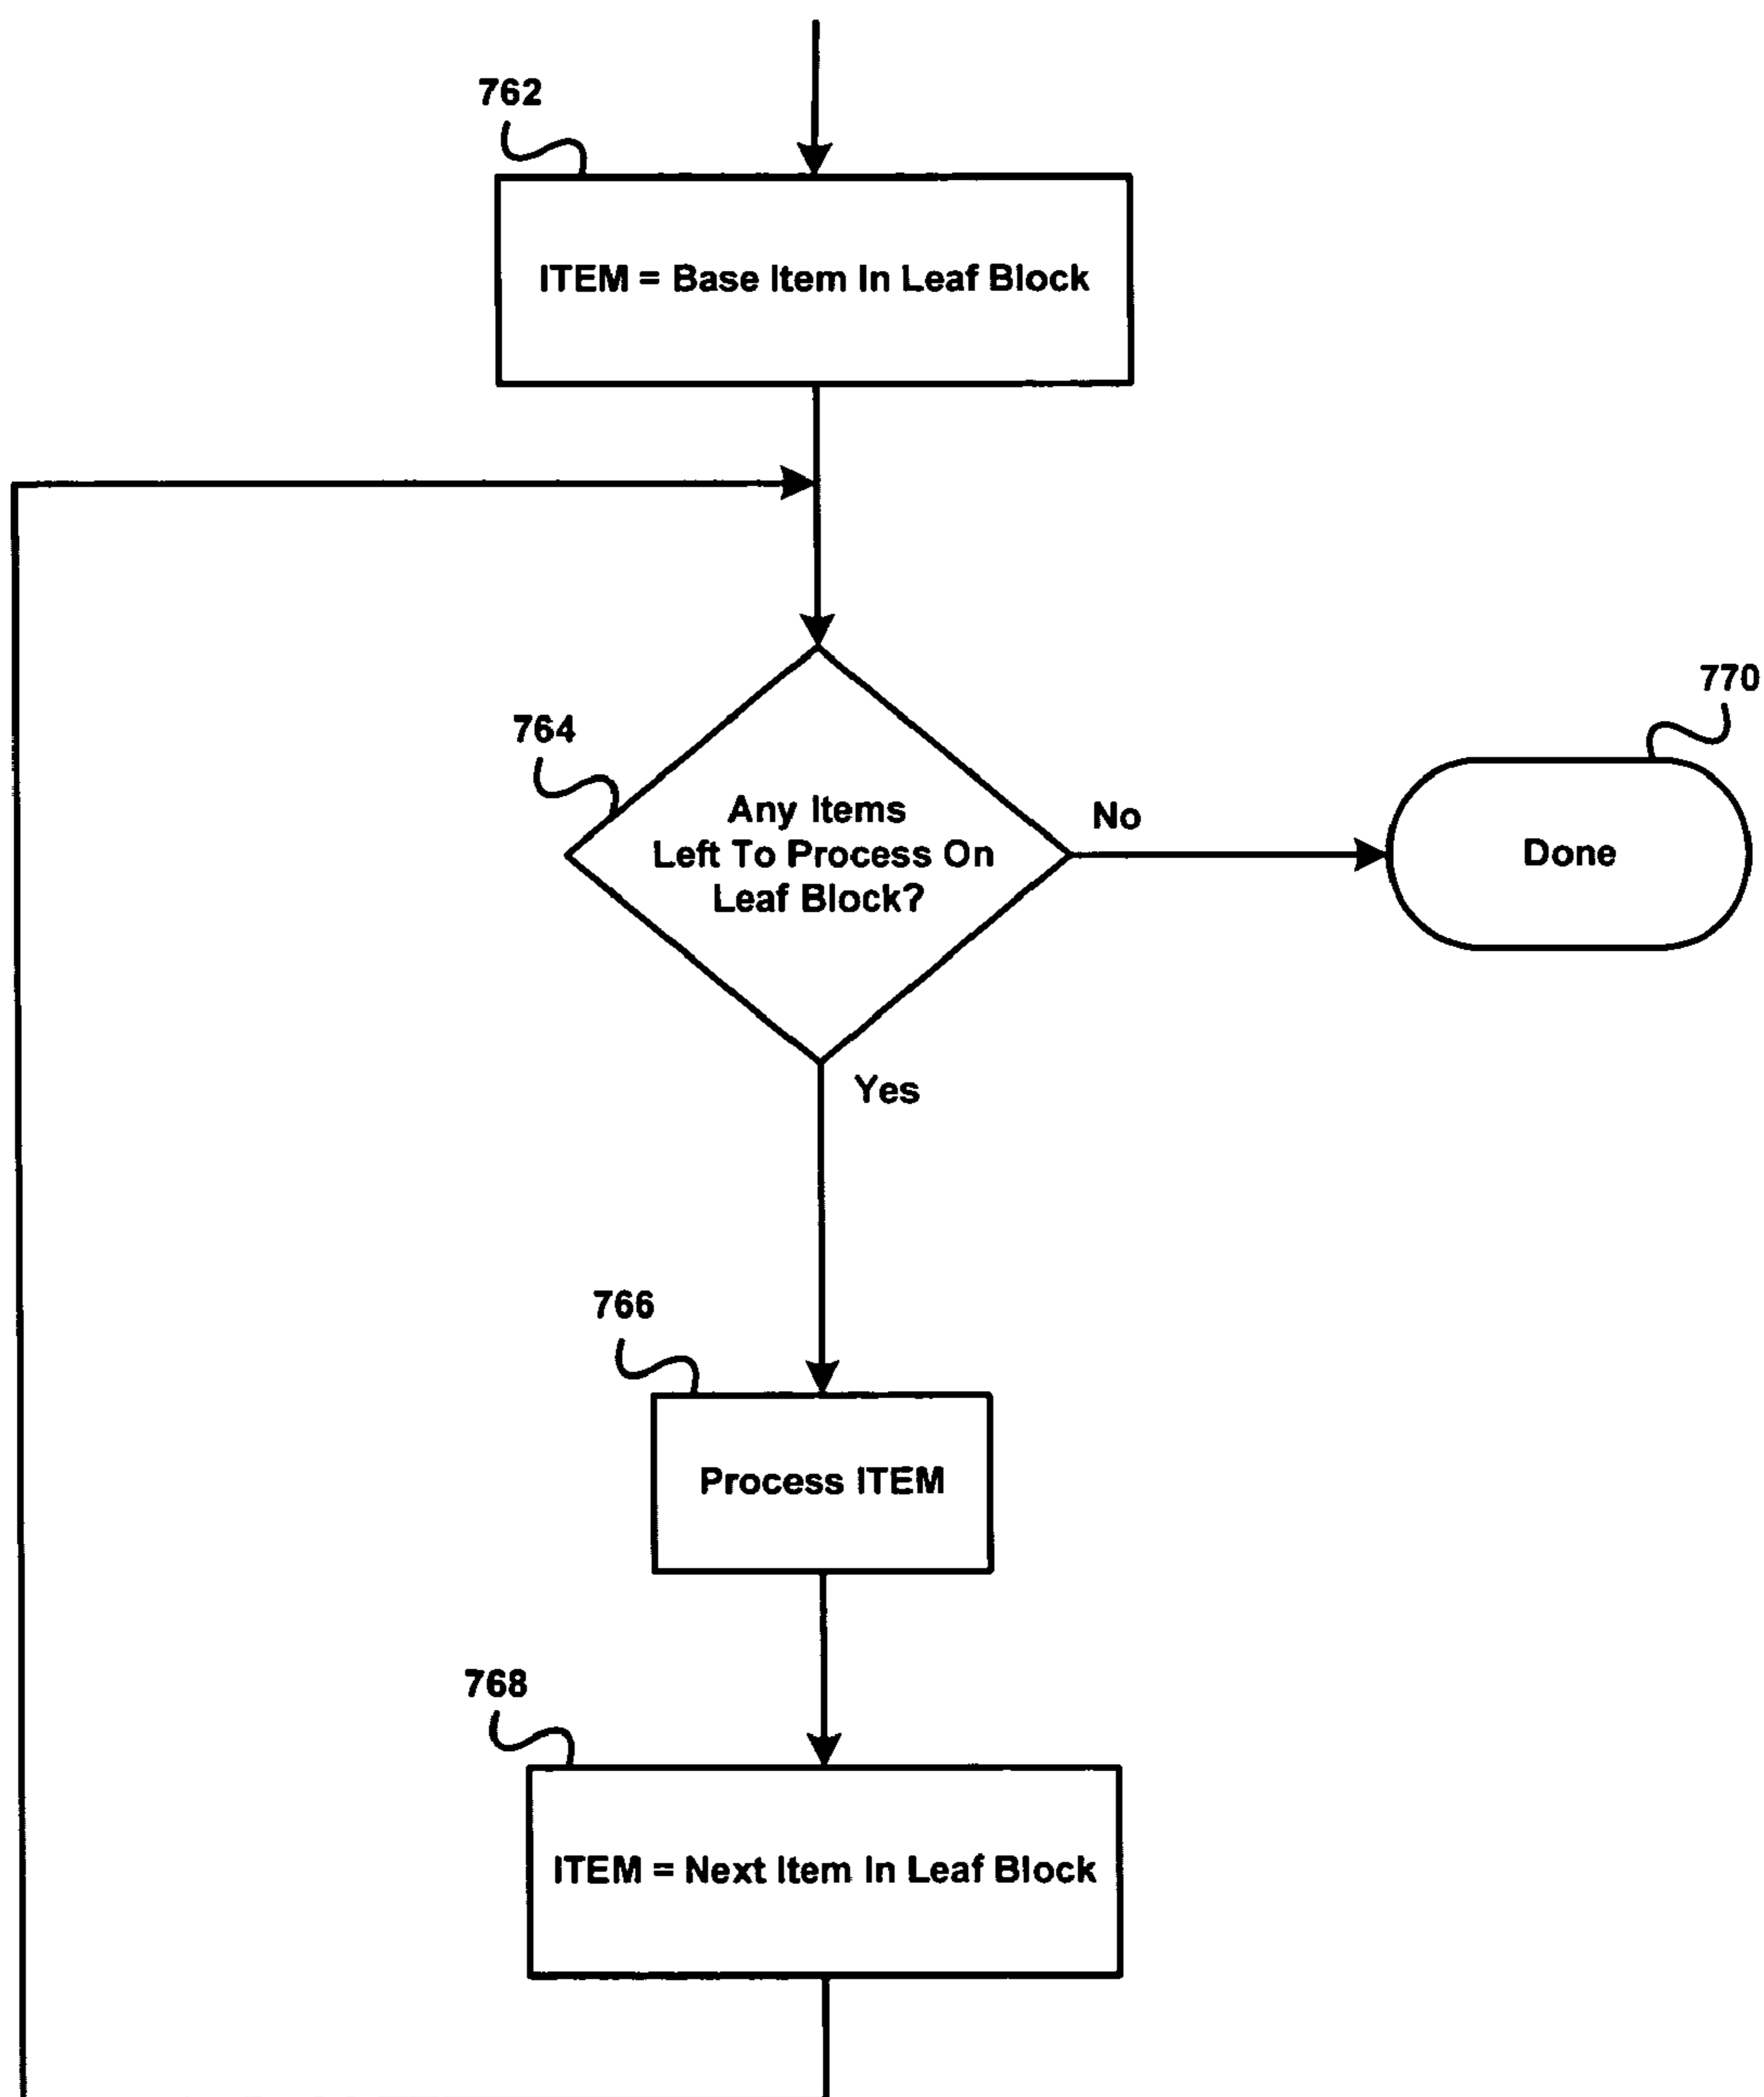 762
ITEM = Base Item In Leaf Block
770
764
Any Items
Left To Process On
Leaf Block?
No
Done
Yes
766
Process ITEM
768
ITEM = Next Item In Leaf Block